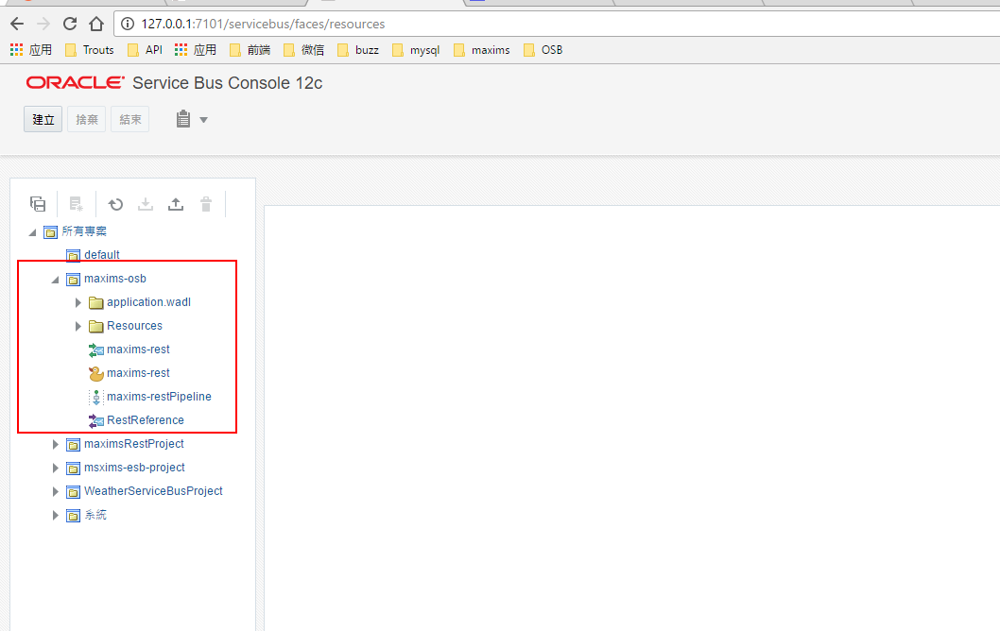 127.0.0.1:7101/servicebus/faces/resources
应用 Trouts API 应用 前端 微信 buzz mysql maxims OSB
ORACLE Service Bus Console 12c
建立 捨棄 結束
所有專案
default
maxims-osb
application.wadl
Resources
maxims-rest
maxims-rest
maxims-restPipeline
RestReference
maximsRestProject
msxims-esb-project
WeatherServiceBusProject
系統